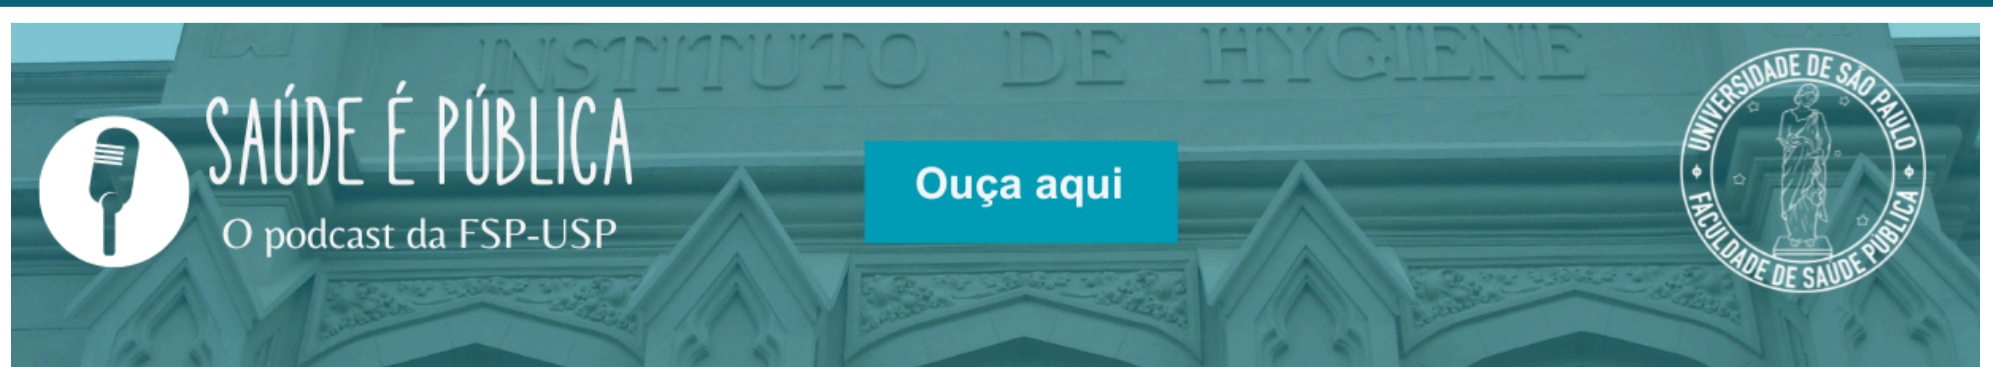 INSTITUTO DE HYGIENE
SAÚDE É PÚBLICA
O podcast da FSP-USP
Ouça aqui
UNIVERSIDADE DE SÃO PAULO
FACULDADE DE SAÚDE PÚBLICA